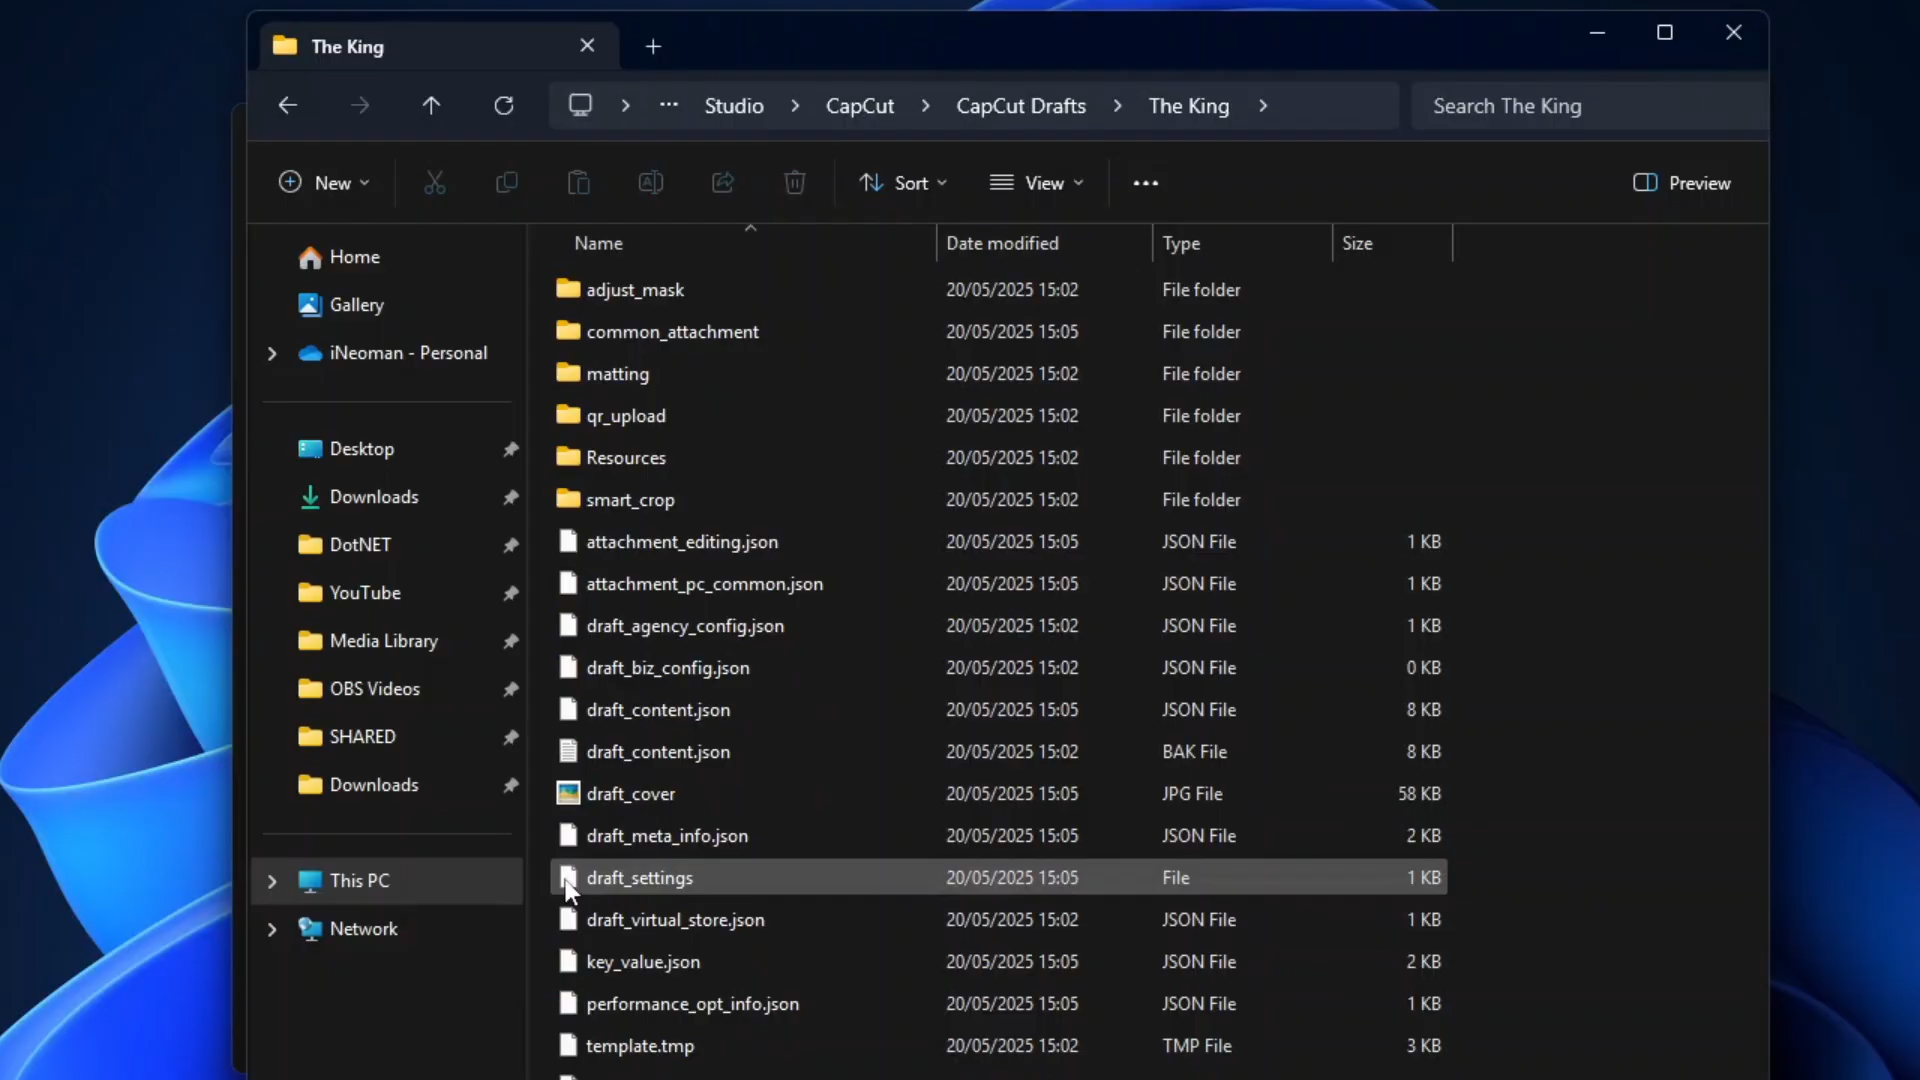 The King
Studio > CapCut > CapCut Drafts > The King >
Search The King
New
Sort
View
Preview
Name Date modified Type Size
Home
Gallery
iNeoman - Personal
Desktop
Downloads
DotNET
YouTube
Media Library
OBS Videos
SHARED
Downloads
This PC
Network
adjust_mask 20/05/2025 15:02 File folder
common_attachment 20/05/2025 15:05 File folder
matting 20/05/2025 15:02 File folder
qr_upload 20/05/2025 15:02 File folder
Resources 20/05/2025 15:02 File folder
smart_crop 20/05/2025 15:02 File folder
attachment_editing.json 20/05/2025 15:05 JSON File 1 KB
attachment_pc_common.json 20/05/2025 15:05 JSON File 1 KB
draft_agency_config.json 20/05/2025 15:02 JSON File 1 KB
draft_biz_config.json 20/05/2025 15:02 JSON File 0 KB
draft_content.json 20/05/2025 15:05 JSON File 8 KB
draft_content.json 20/05/2025 15:02 BAK File 8 KB
draft_cover 20/05/2025 15:05 JPG File 58 KB
draft_meta_info.json 20/05/2025 15:05 JSON File 2 KB
draft_settings 20/05/2025 15:05 File 1 KB
draft_virtual_store.json 20/05/2025 15:02 JSON File 1 KB
key_value.json 20/05/2025 15:05 JSON File 2 KB
performance_opt_info.json 20/05/2025 15:05 JSON File 1 KB
template.tmp 20/05/2025 15:02 TMP File 3 KB